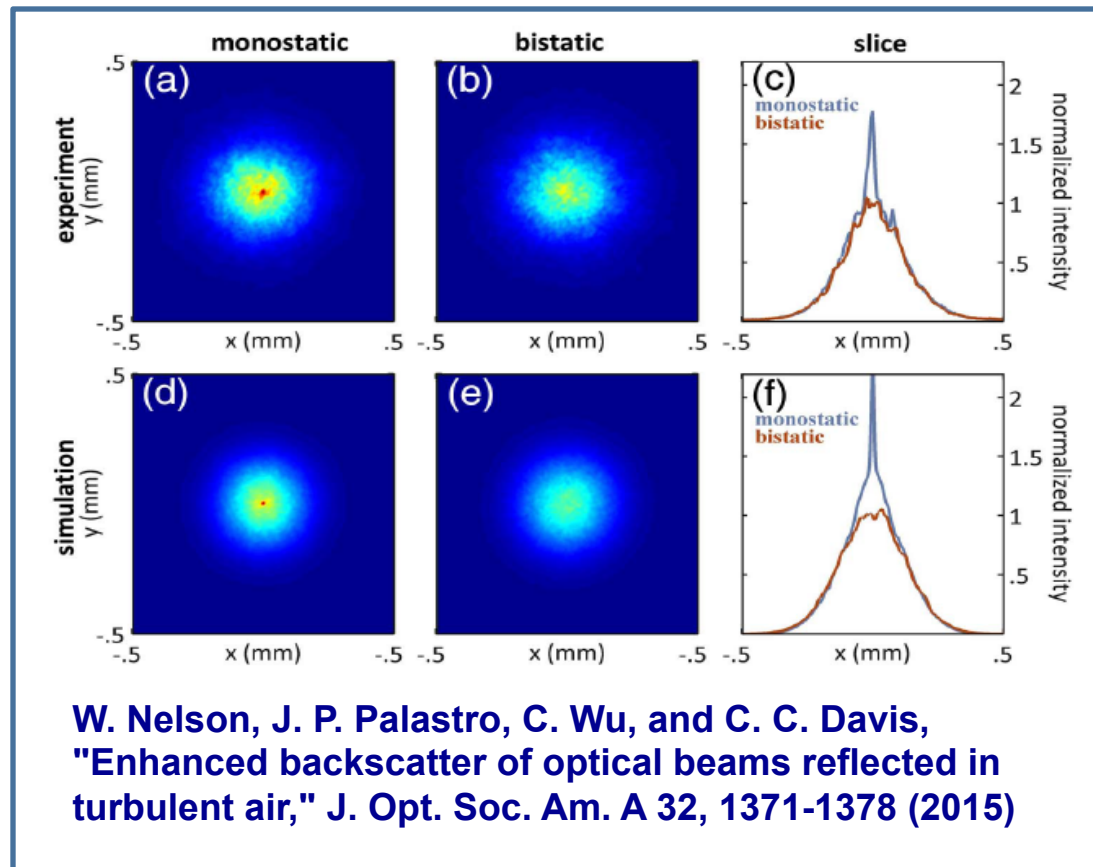 monostatic bistatic slice
(a) (b) (c)
.5
2
monostatic
bistatic
1.5
1
.5
normalized intensity
experiment
y (mm)
-.5
-.5 x (mm) .5 -.5 x (mm) .5 -.5 x (mm) .5
.5
(d) (e) (f)
2
monostatic
bistatic
1.5
1
.5
normalized intensity
simulation
y (mm)
-.5
-.5 x (mm) -.5 -.5 x (mm) -.5 -.5 x (mm) .5
W. Nelson, J. P. Palastro, C. Wu, and C. C. Davis,
"Enhanced backscatter of optical beams reflected in
turbulent air," J. Opt. Soc. Am. A 32, 1371-1378 (2015)